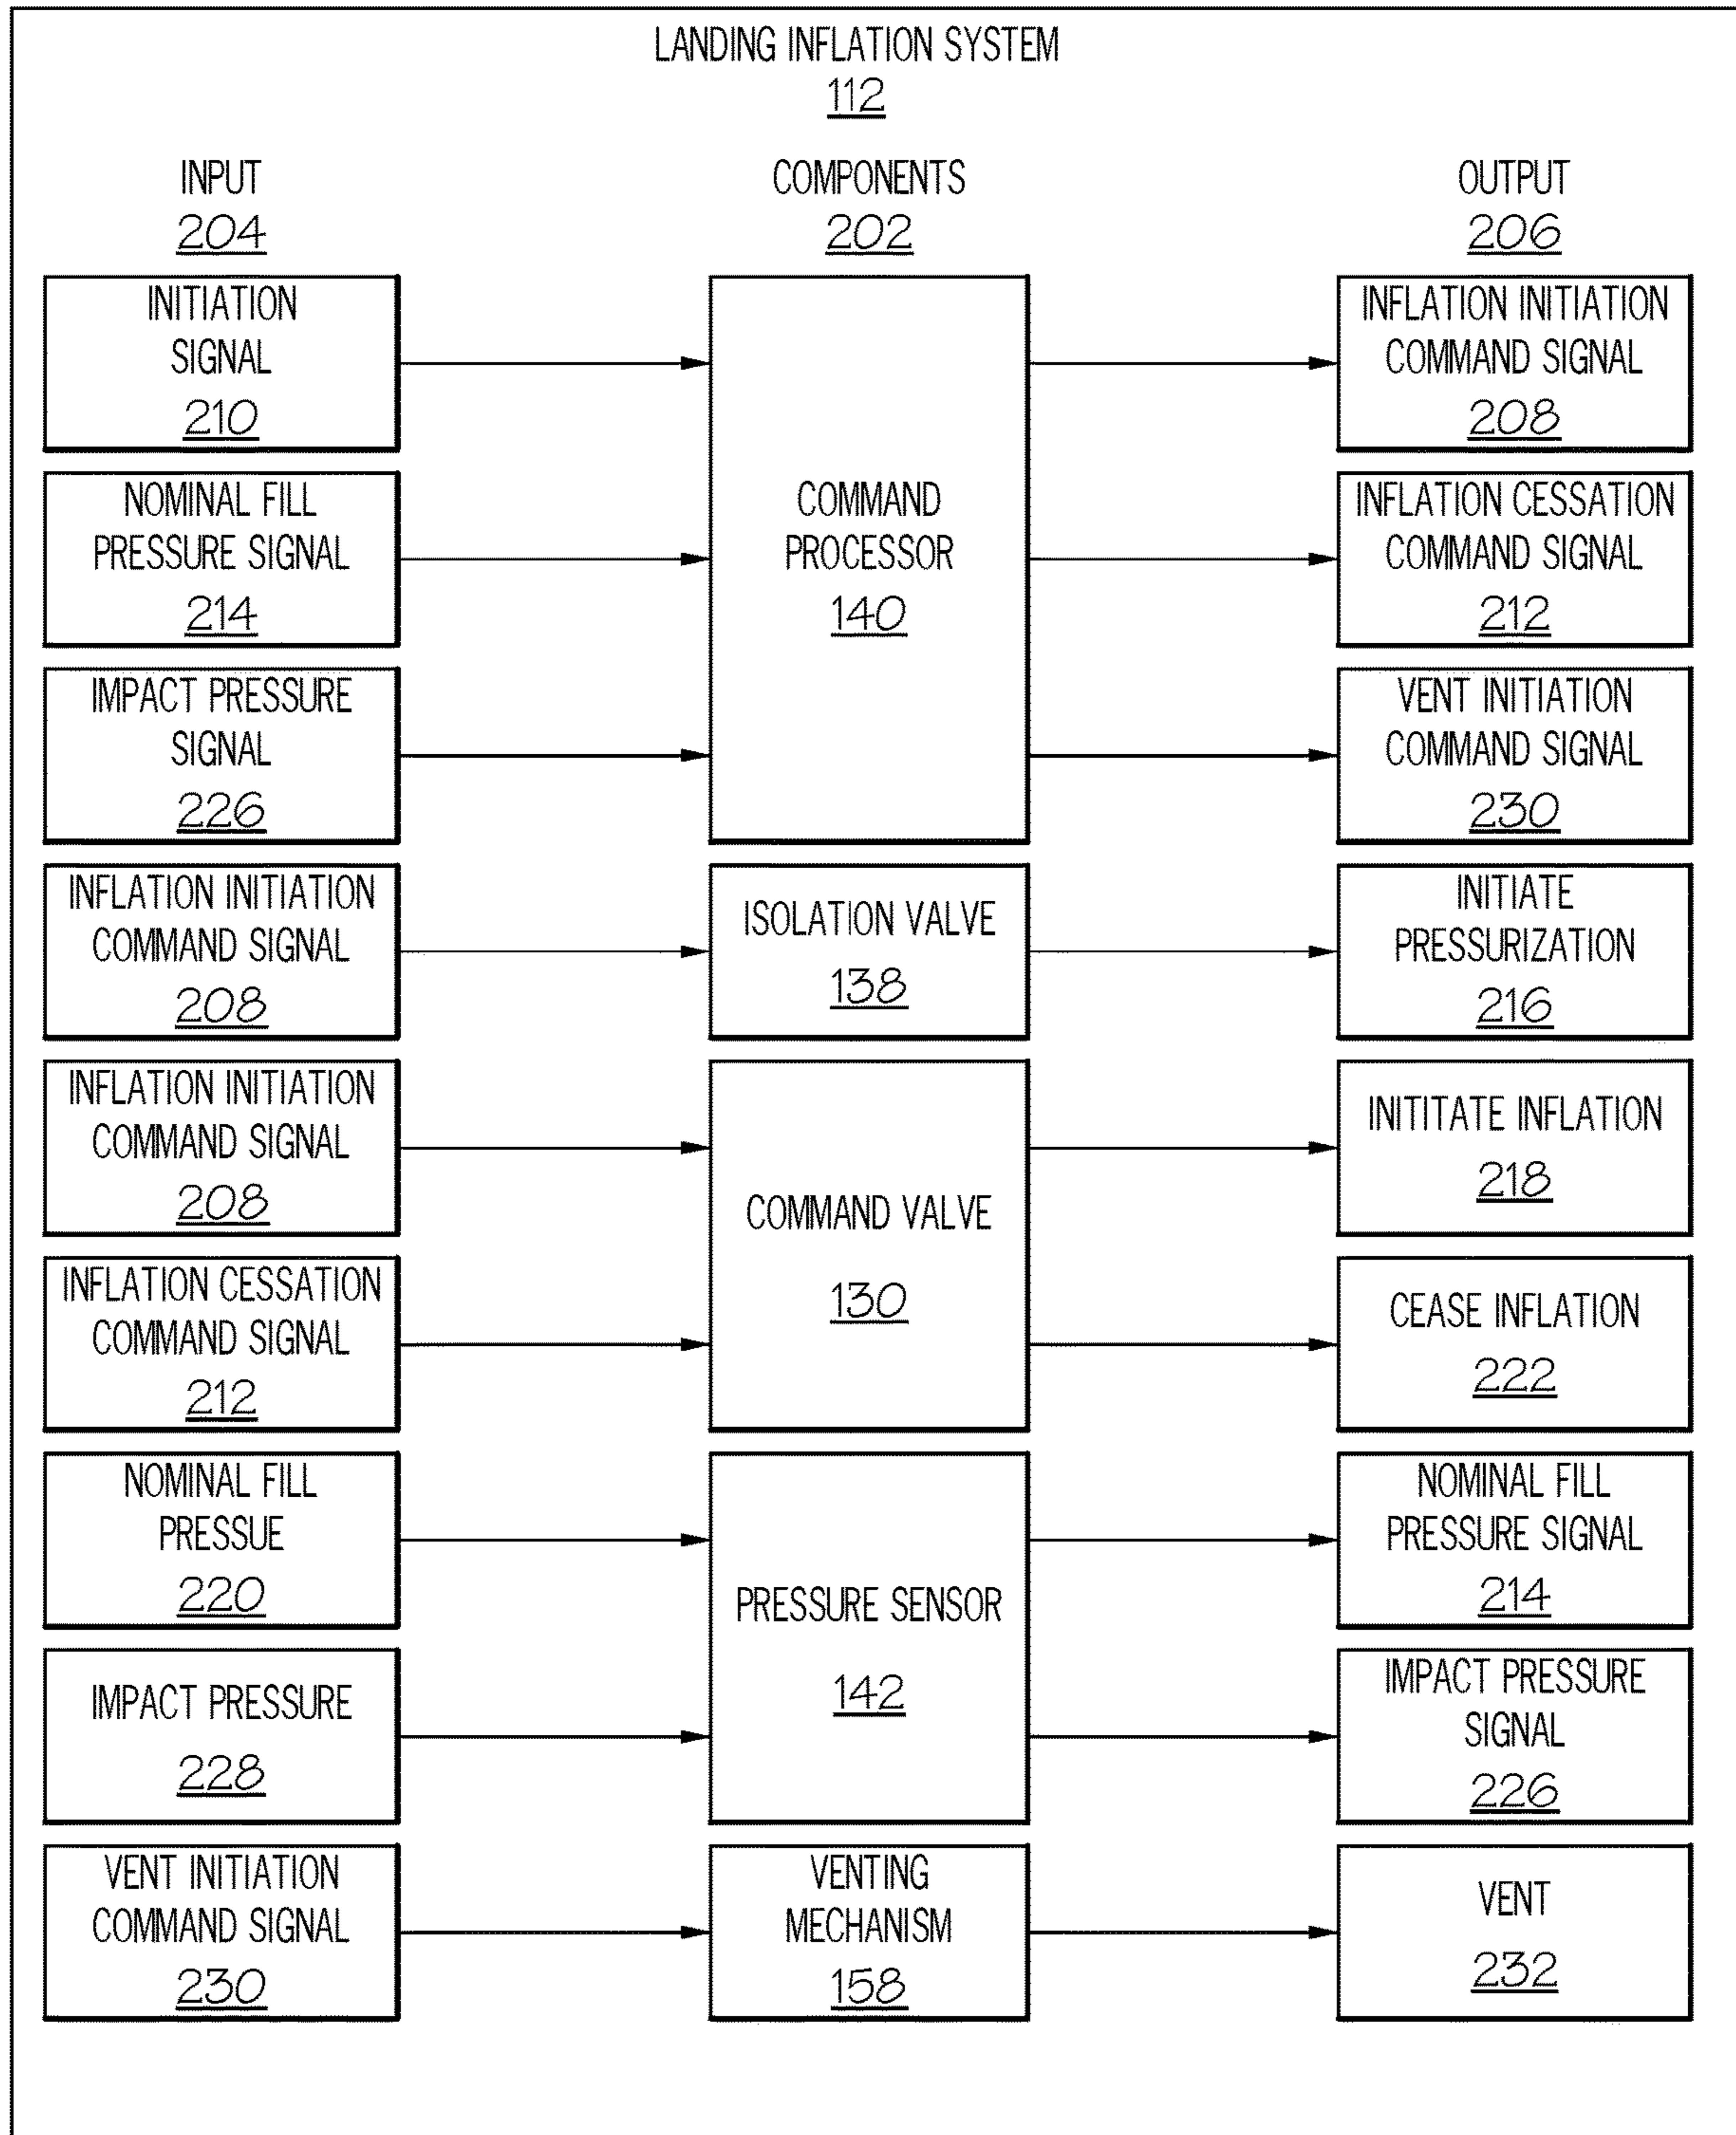 LANDING INFLATION SYSTEM
112
INPUT
204
COMPONENTS
202
OUTPUT
206
INITIATION
SIGNAL
210
NOMINAL FILL
PRESSURE SIGNAL
214
IMPACT PRESSURE
SIGNAL
226
COMMAND
PROCESSOR
140
INFLATION INITIATION
COMMAND SIGNAL
208
INFLATION CESSATION
COMMAND SIGNAL
212
VENT INITIATION
COMMAND SIGNAL
230
INFLATION INITIATION
COMMAND SIGNAL
208
ISOLATION VALVE
138
INITIATE
PRESSURIZATION
216
INFLATION INITIATION
COMMAND SIGNAL
208
INFLATION CESSATION
COMMAND SIGNAL
212
COMMAND VALVE
130
INITITATE INFLATION
218
CEASE INFLATION
222
NOMINAL FILL
PRESSUE
220
IMPACT PRESSURE
228
PRESSURE SENSOR
142
NOMINAL FILL
PRESSURE SIGNAL
214
IMPACT PRESSURE
SIGNAL
226
VENT INITIATION
COMMAND SIGNAL
230
VENTING
MECHANISM
158
VENT
232